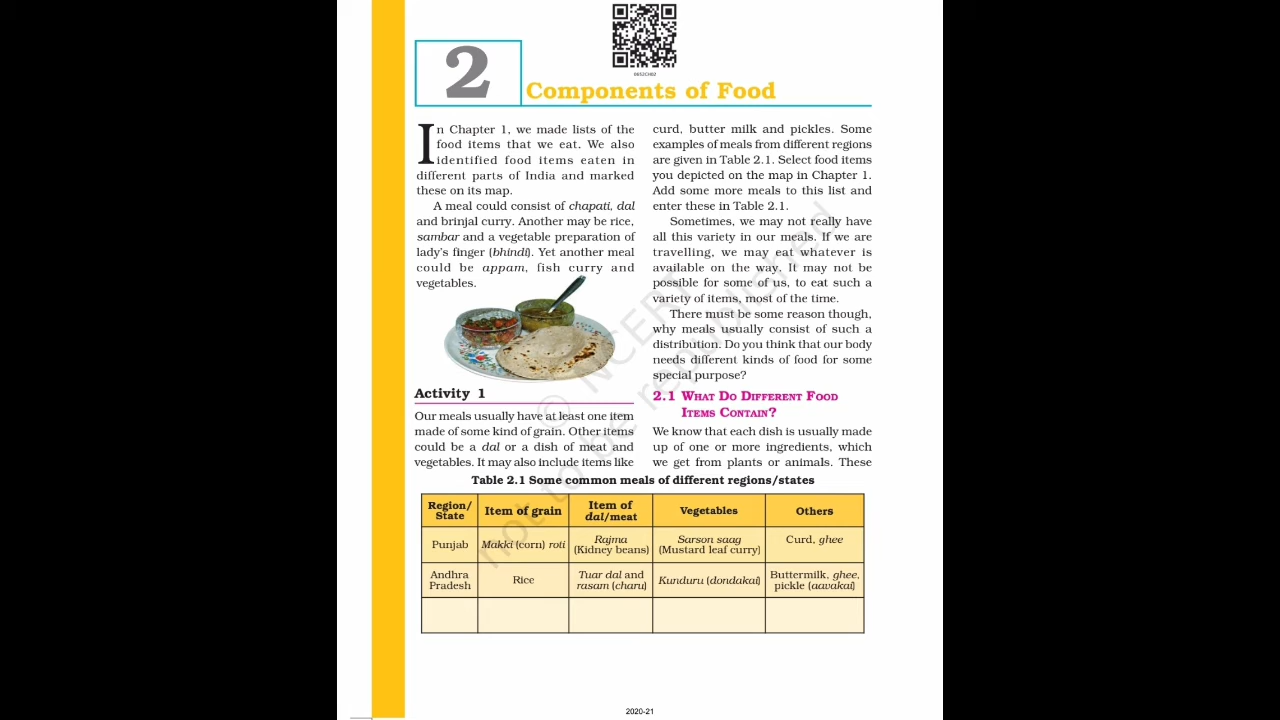 0652CH02
2
Components of Food
In Chapter 1, we made lists of the
food items that we eat. We also
identified food items eaten in
different parts of India and marked
these on its map.
A meal could consist of chapati, dal
and brinjal curry. Another may be rice,
sambar and a vegetable preparation of
lady's finger (bhindi). Yet another meal
could be appam, fish curry and
vegetables.
Activity 1
Our meals usually have at least one item
made of some kind of grain. Other items
could be a dal or a dish of meat and
vegetables. It may also include items like
curd, butter milk and pickles. Some
examples of meals from different regions
are given in Table 2.1. Select food items
you depicted on the map in Chapter 1.
Add some more meals to this list and
enter these in Table 2.1.
Sometimes, we may not really have
all this variety in our meals. If we are
travelling, we may eat whatever is
available on the way. It may not be
possible for some of us, to eat such a
variety of items, most of the time.
There must be some reason though,
why meals usually consist of such a
distribution. Do you think that our body
needs different kinds of food for some
special purpose?
2.1 What Do Different Food
Items Contain?
We know that each dish is usually made
up of one or more ingredients, which
we get from plants or animals. These
Table 2.1 Some common meals of different regions/states
Region/ State Item of grain Item of dal/meat Vegetables Others
Punjab Makki (corn) roti Rajma (Kidney beans) Sarson saag (Mustard leaf curry) Curd, ghee
Andhra Pradesh Rice Tuar dal and rasam (charu) Kunduru (dondakai) Buttermilk, ghee, pickle (aavakai)
© NCERT
not to be republished
2020-21